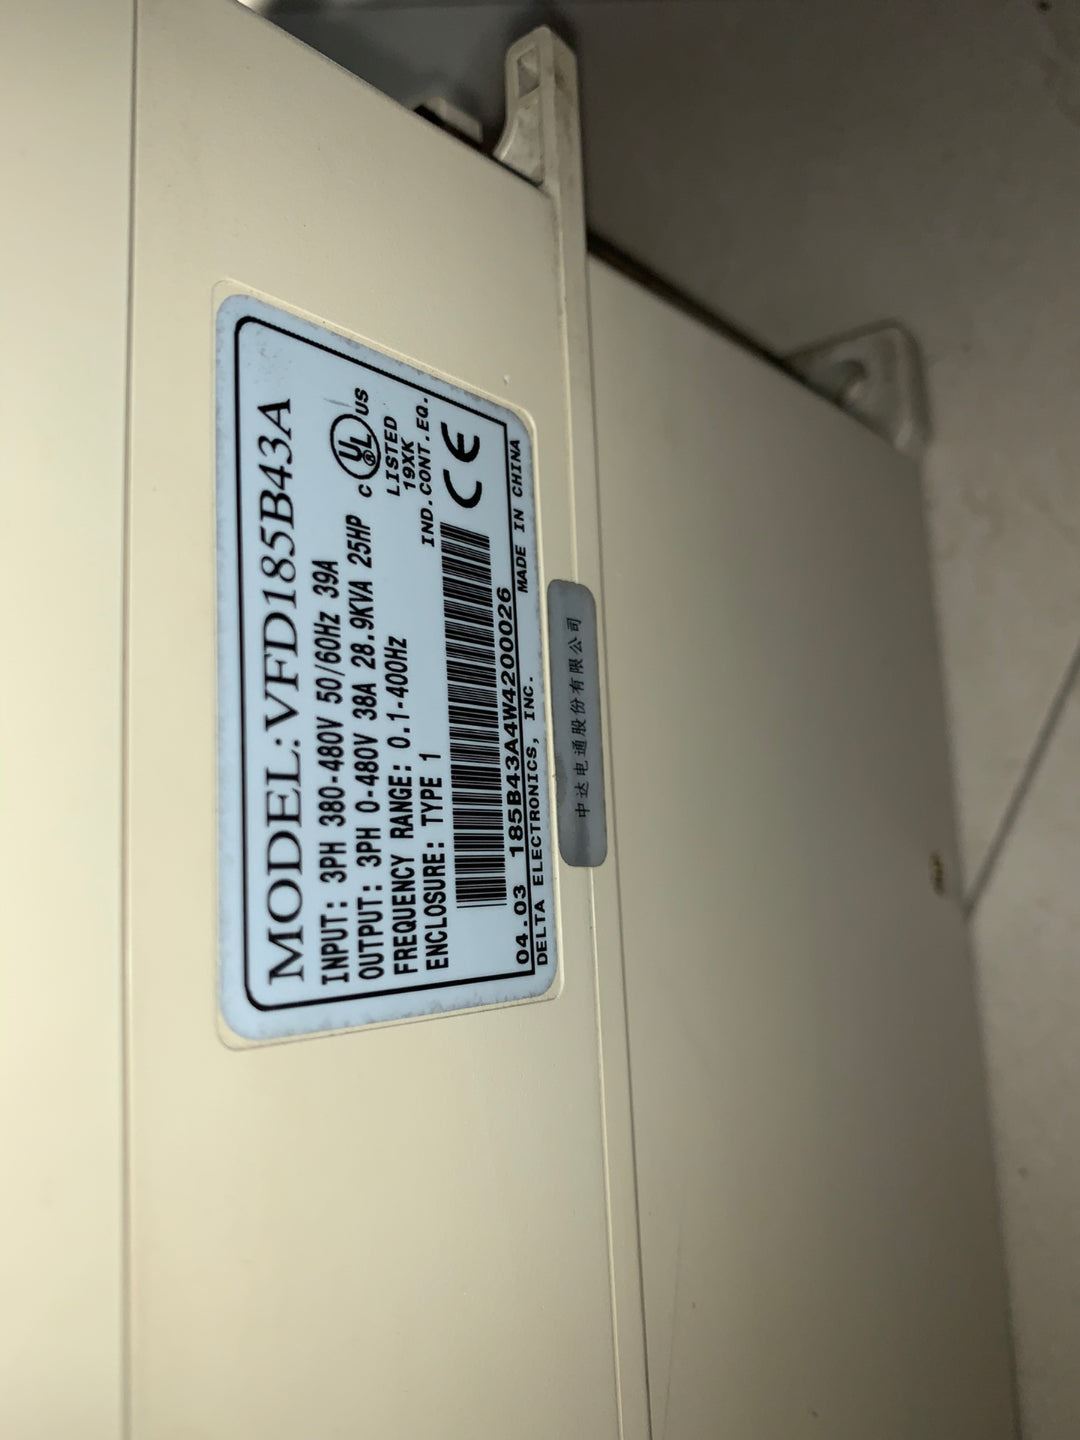 MODEL:VFD185B43A
INPUT: 3PH 380-480V 50/60Hz 39A
OUTPUT: 3PH 0-480V 38A 28.9KVA 25HP
FREQUENCY RANGE: 0.1-400Hz
ENCLOSURE: TYPE 1
C UL ® US
LISTED
19XK
IND.CONT.EQ.
CE
04.03 185B43A4W4200026
DELTA ELECTRONICS, INC. MADE IN CHINA
中达电通股份有限公司